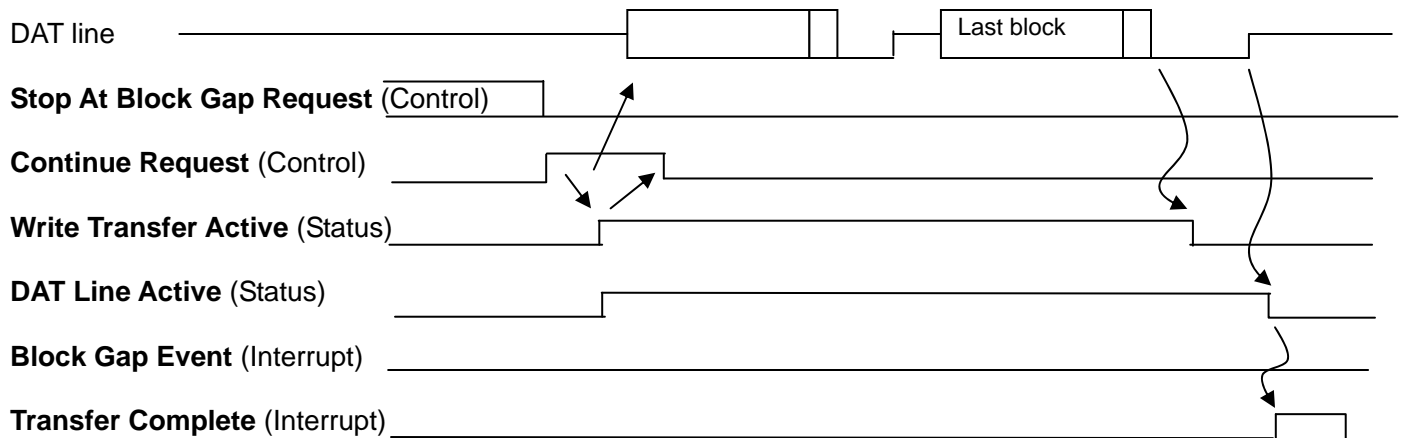 DAT line
Last block
Stop At Block Gap Request (Control)
Continue Request (Control)
Write Transfer Active (Status)
DAT Line Active (Status)
Block Gap Event (Interrupt)
Transfer Complete (Interrupt)